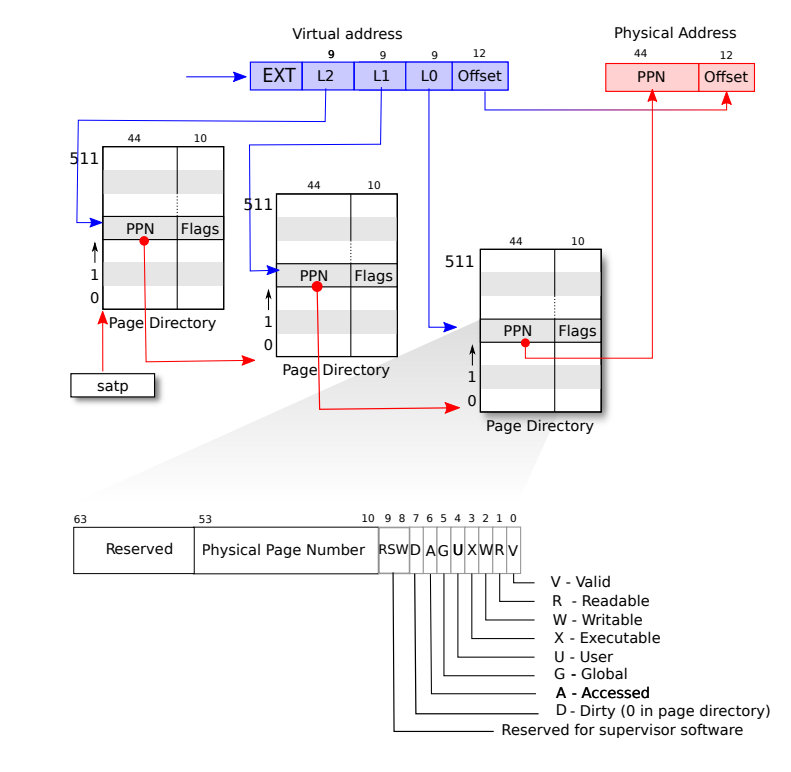 Virtual address
Physical Address
9 9 9 12
44 12
EXT L2 L1 L0 Offset
PPN Offset
44 10
511
PPN Flags
1
0
Page Directory
satp
44 10
511
PPN Flags
1
0
Page Directory
44 10
511
PPN Flags
1
0
Page Directory
63 53 10 9 8 7 6 5 4 3 2 1 0
Reserved Physical Page Number RSW D A G U X W R V
V - Valid
R - Readable
W - Writable
X - Executable
U - User
G - Global
A - Accessed
D - Dirty (0 in page directory)
Reserved for supervisor software